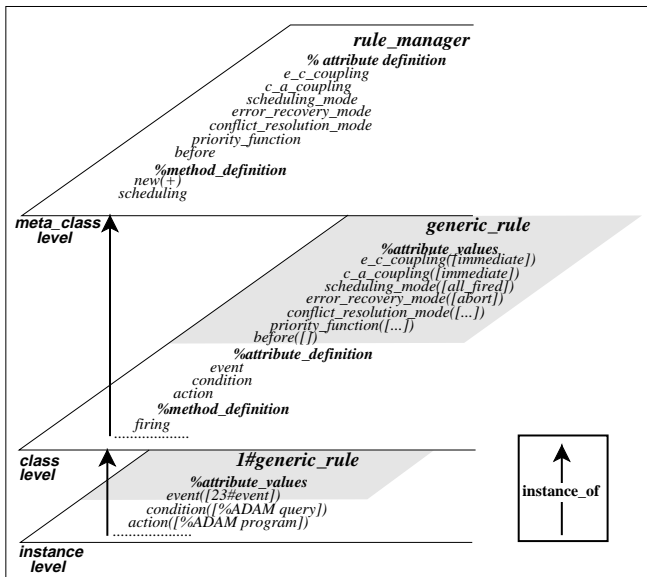 rule_manager
% attribute definition
e_c_coupling
c_a_coupling
scheduling_mode
error_recovery_mode
conflict_resolution_mode
priority_function
before
%method_definition
new(+)
scheduling
meta_class
level
generic_rule
%attribute_values
e_c_coupling([immediate])
c_a_coupling([immediate])
scheduling_mode([all_fired])
error_recovery_mode([abort])
conflict_resolution_mode([...])
priority_function([...])
before([])
%attribute_definition
event
condition
action
%method_definition
firing
...................
class
level
1#generic_rule
%attribute_values
event([23#event])
condition([%ADAM query])
action([%ADAM program])
...................
instance
level
instance_of